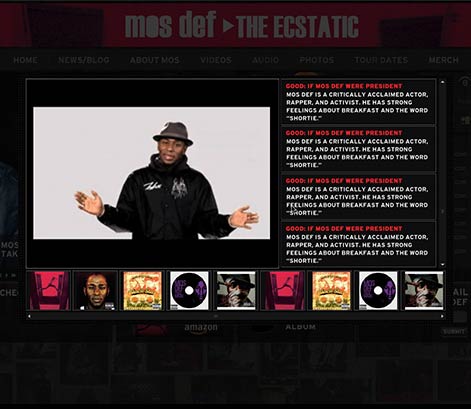 mos def ▶ THE ECSTATIC
HOME NEWS/BLOG ABOUT MOS VIDEOS AUDIO PHOTOS TOUR DATES MERCH
GOOD: IF MOS DEF WERE PRESIDENT
MOS DEF IS A CRITICALLY ACCLAIMED ACTOR,
RAPPER, AND ACTIVIST. HE HAS STRONG
FEELINGS ABOUT BREAKFAST AND THE WORD
"SHORTIE."
GOOD: IF MOS DEF WERE PRESIDENT
MOS DEF IS A CRITICALLY ACCLAIMED ACTOR,
RAPPER, AND ACTIVIST. HE HAS STRONG
FEELINGS ABOUT BREAKFAST AND THE WORD
"SHORTIE."
GOOD: IF MOS DEF WERE PRESIDENT
MOS DEF IS A CRITICALLY ACCLAIMED ACTOR,
RAPPER, AND ACTIVIST. HE HAS STRONG
FEELINGS ABOUT BREAKFAST AND THE WORD
"SHORTIE."
GOOD: IF MOS DEF WERE PRESIDENT
MOS DEF IS A CRITICALLY ACCLAIMED ACTOR,
RAPPER, AND ACTIVIST. HE HAS STRONG
FEELINGS ABOUT BREAKFAST AND THE WORD
"SHORTIE."
MOS
TAK
CHEC
AIL
DEF
amazon
ALBUM
SUBMIT